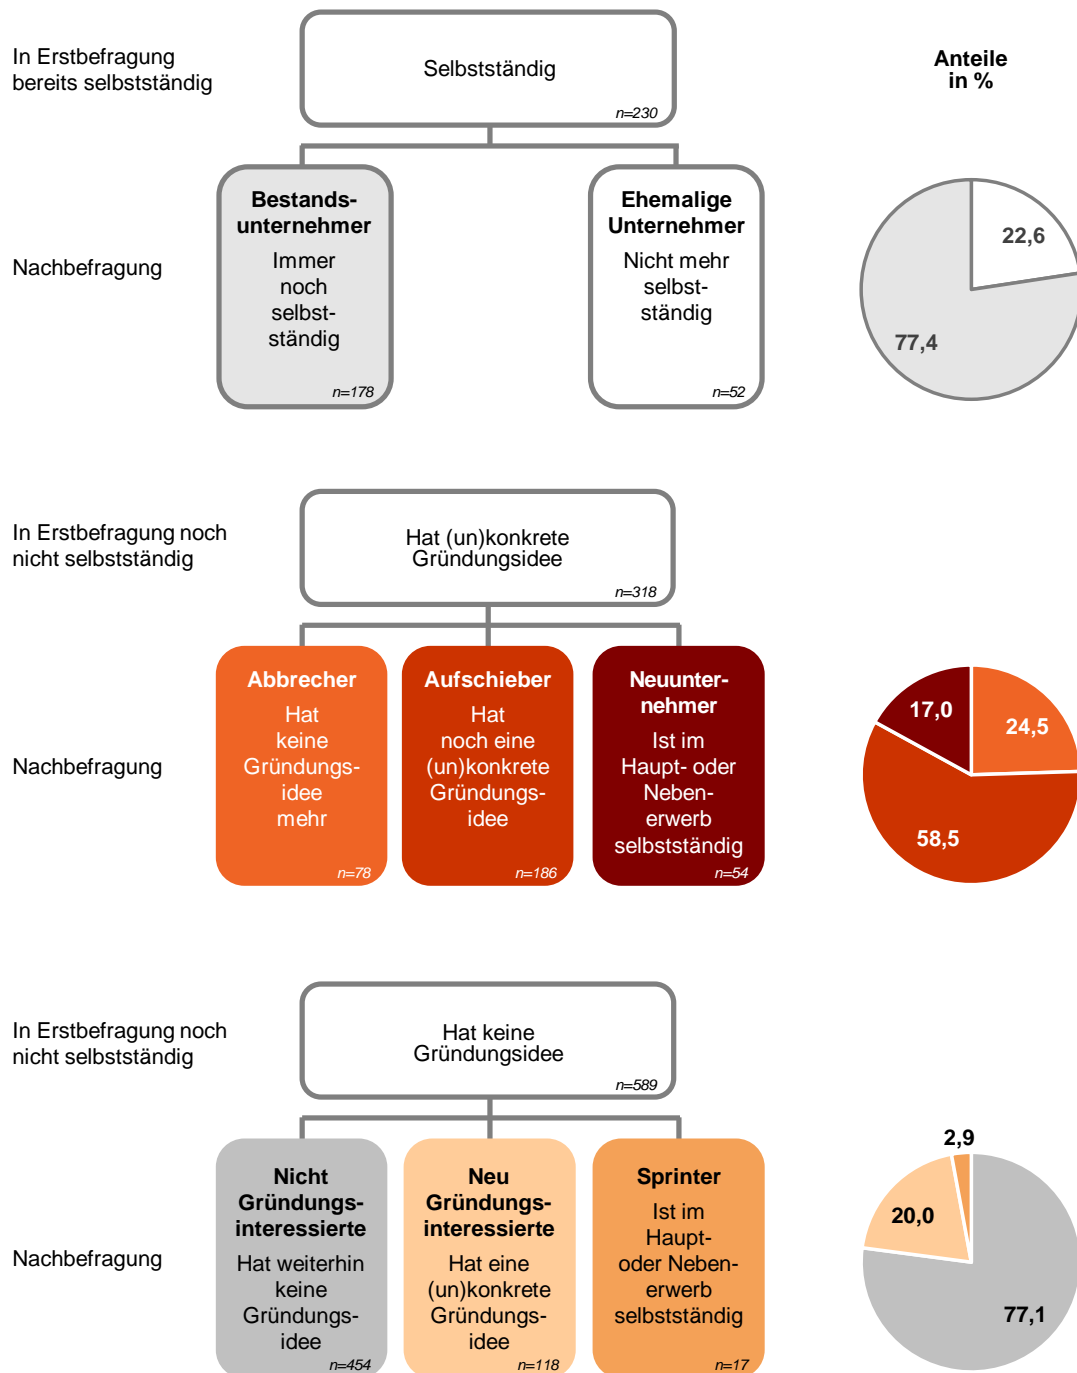 In Erstbefragung
bereits selbstständig
Selbstständig
n=230
Anteile
in %
Nachbefragung
Bestands-
unternehmer
Immer
noch
selbst-
ständig
n=178
Ehemalige
Unternehmer
Nicht mehr
selbst-
ständig
n=52
22,6
77,4
In Erstbefragung noch
nicht selbstständig
Hat (un)konkrete
Gründungsidee
n=318
Nachbefragung
Abbrecher
Hat
keine
Gründungs-
idee
mehr
n=78
Aufschieber
Hat
noch eine
(un)konkrete
Gründungs-
idee
n=186
Neuunter-
nehmer
Ist im
Haupt- oder
Neben-
erwerb
selbstständig
n=54
17,0
24,5
58,5
In Erstbefragung noch
nicht selbstständig
Hat keine
Gründungsidee
n=589
Nachbefragung
Nicht
Gründungs-
interessierte
Hat weiterhin
keine
Gründungs-
idee
n=454
Neu
Gründungs-
interessierte
Hat eine
(un)konkrete
Gründungs-
idee
n=118
Sprinter
Ist im
Haupt-
oder Neben-
erwerb
selbstständig
n=17
2,9
20,0
77,1